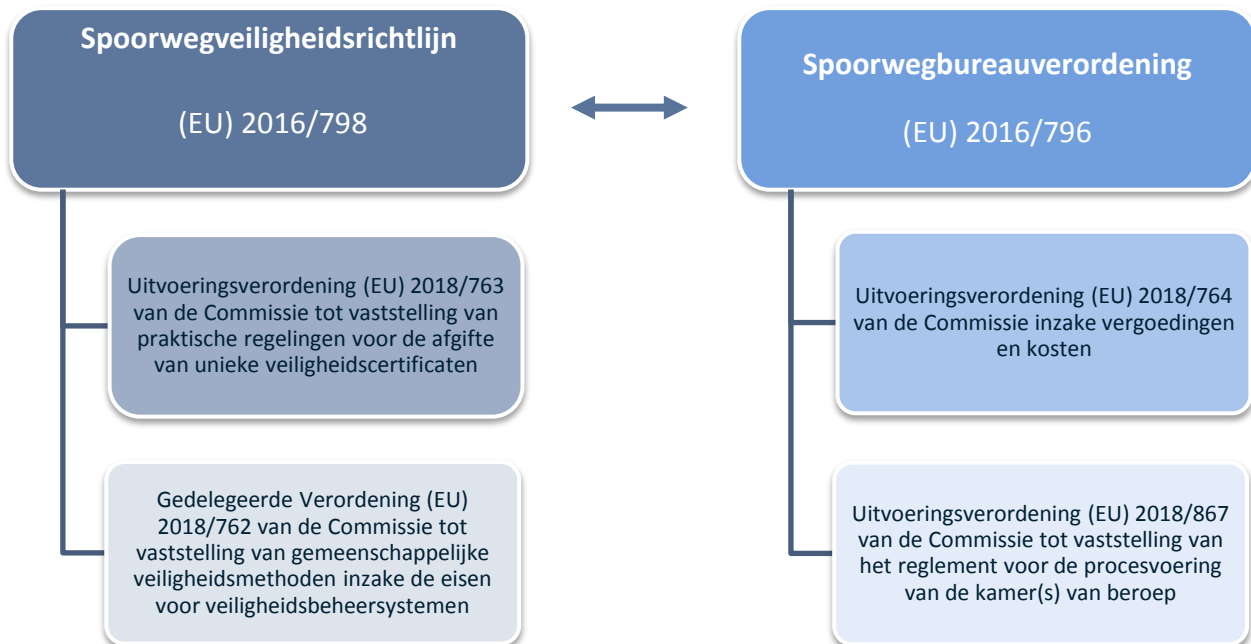 Spoorwegveiligheidsrichtlijn
(EU) 2016/798
Uitvoeringsverordening (EU) 2018/763
van de Commissie tot vaststelling van
praktische regelingen voor de afgifte
van unieke veiligheidscertificaten
Gedelegeerde Verordening (EU)
2018/762 van de Commissie tot
vaststelling van gemeenschappelijke
veiligheidsmethoden inzake de eisen
voor veiligheidsbeheersystemen
Spoorwegbureauverordening
(EU) 2016/796
Uitvoeringsverordening (EU) 2018/764
van de Commissie inzake vergoedingen
en kosten
Uitvoeringsverordening (EU) 2018/867
van de Commissie tot vaststelling van
het reglement voor de procesvoering
van de kamer(s) van beroep